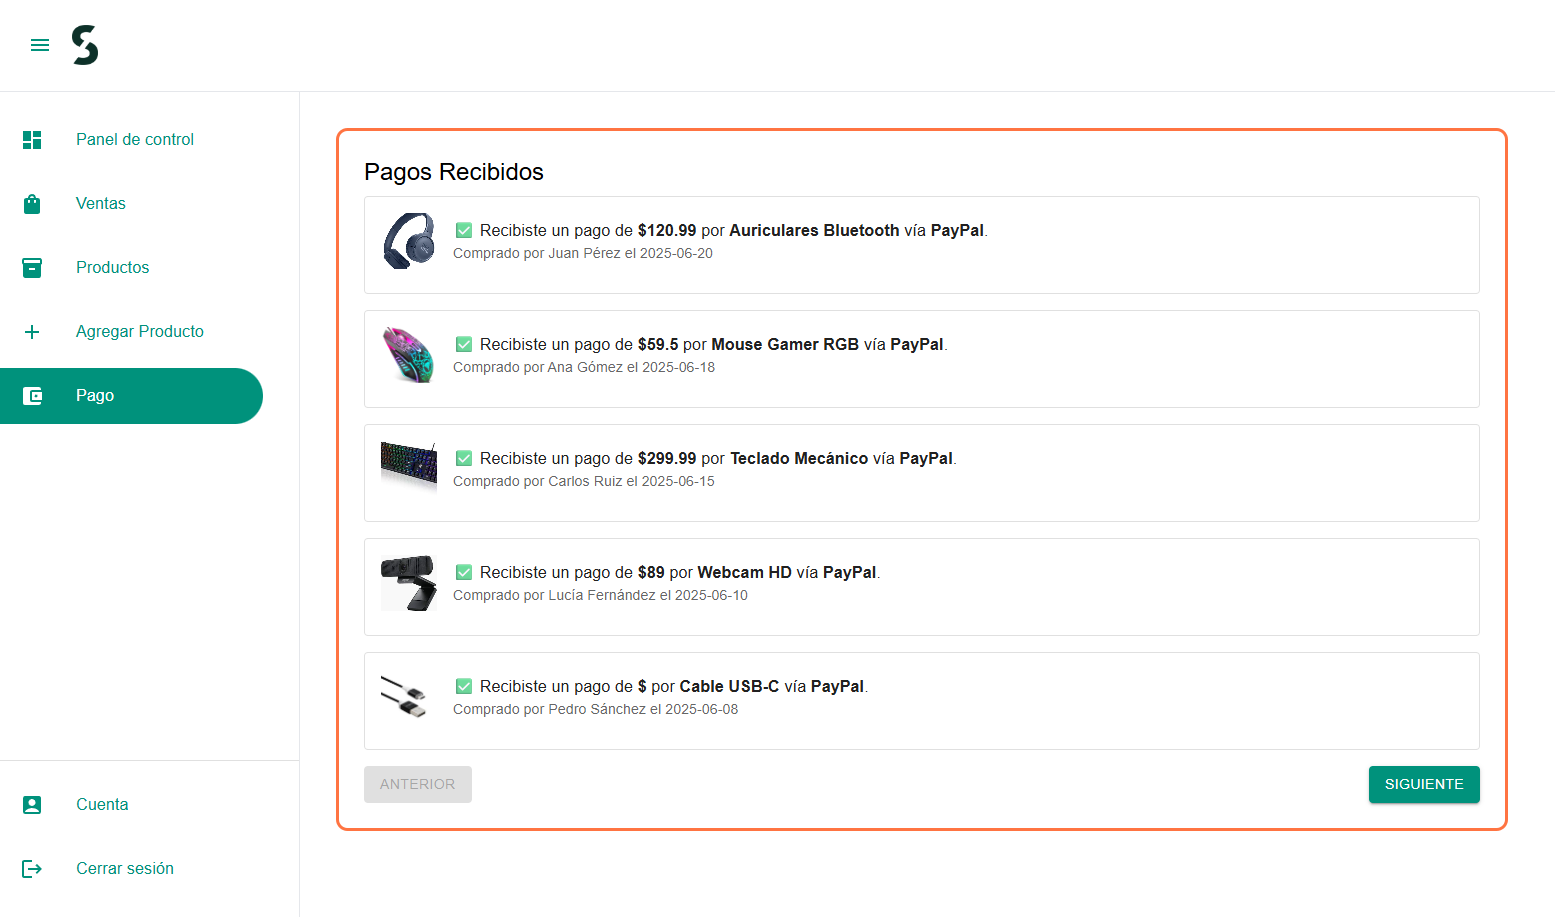 Panel de control
Ventas
Productos
Agregar Producto
Pago
Cuenta
Cerrar sesión
Pagos Recibidos
✅ Recibiste un pago de $120.99 por Auriculares Bluetooth vía PayPal.
Comprado por Juan Pérez el 2025-06-20
✅ Recibiste un pago de $59.5 por Mouse Gamer RGB vía PayPal.
Comprado por Ana Gómez el 2025-06-18
✅ Recibiste un pago de $299.99 por Teclado Mecánico vía PayPal.
Comprado por Carlos Ruiz el 2025-06-15
✅ Recibiste un pago de $89 por Webcam HD vía PayPal.
Comprado por Lucía Fernández el 2025-06-10
✅ Recibiste un pago de $ por Cable USB-C vía PayPal.
Comprado por Pedro Sánchez el 2025-06-08
ANTERIOR
SIGUIENTE